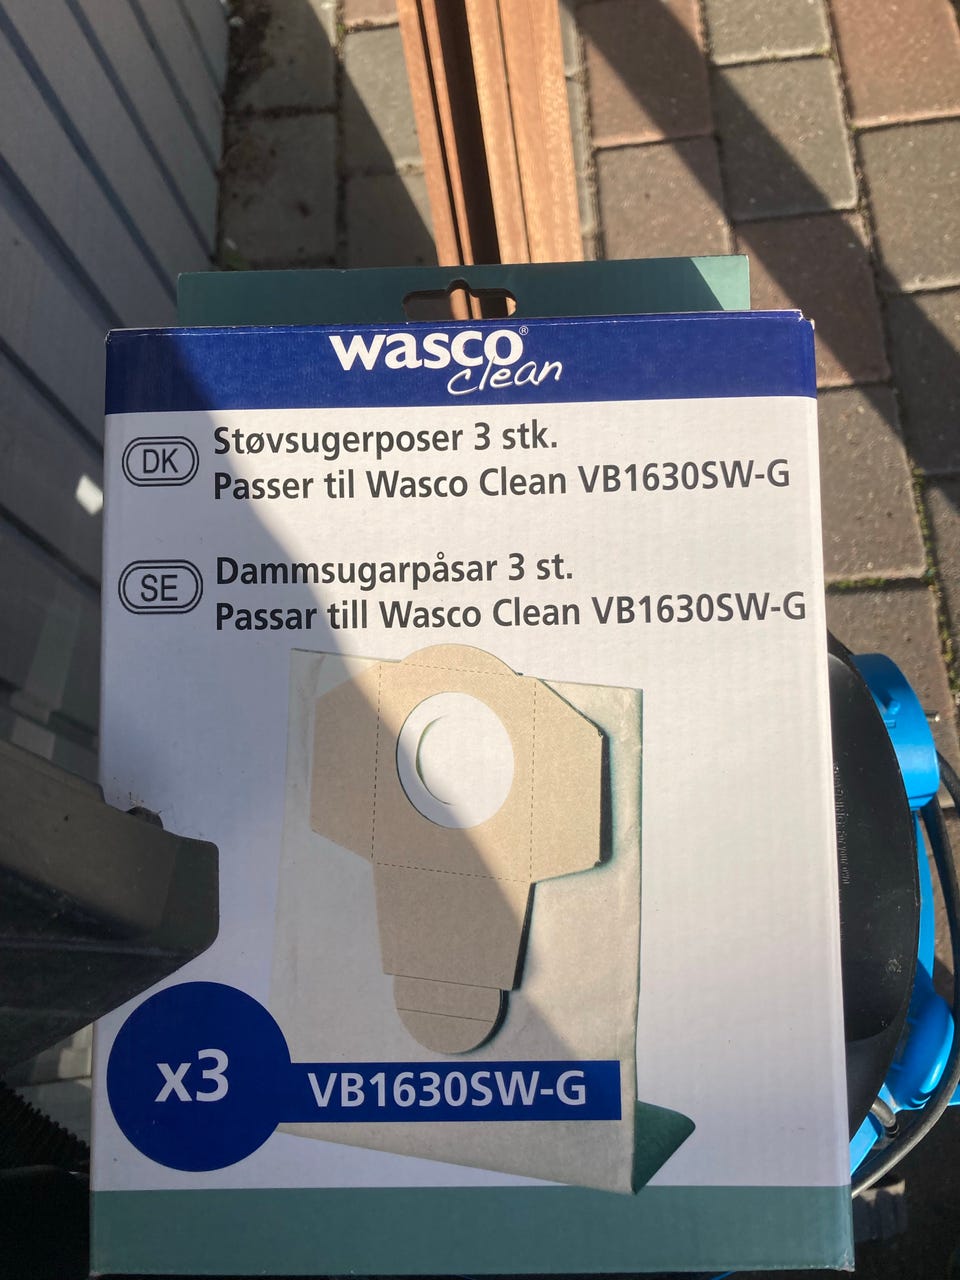 wasco®
clean
DK
Støvsugerposer 3 stk.
Passer til Wasco Clean VB1630SW-G
SE
Dammsugarpåsar 3 st.
Passar till Wasco Clean VB1630SW-G
x3
VB1630SW-G